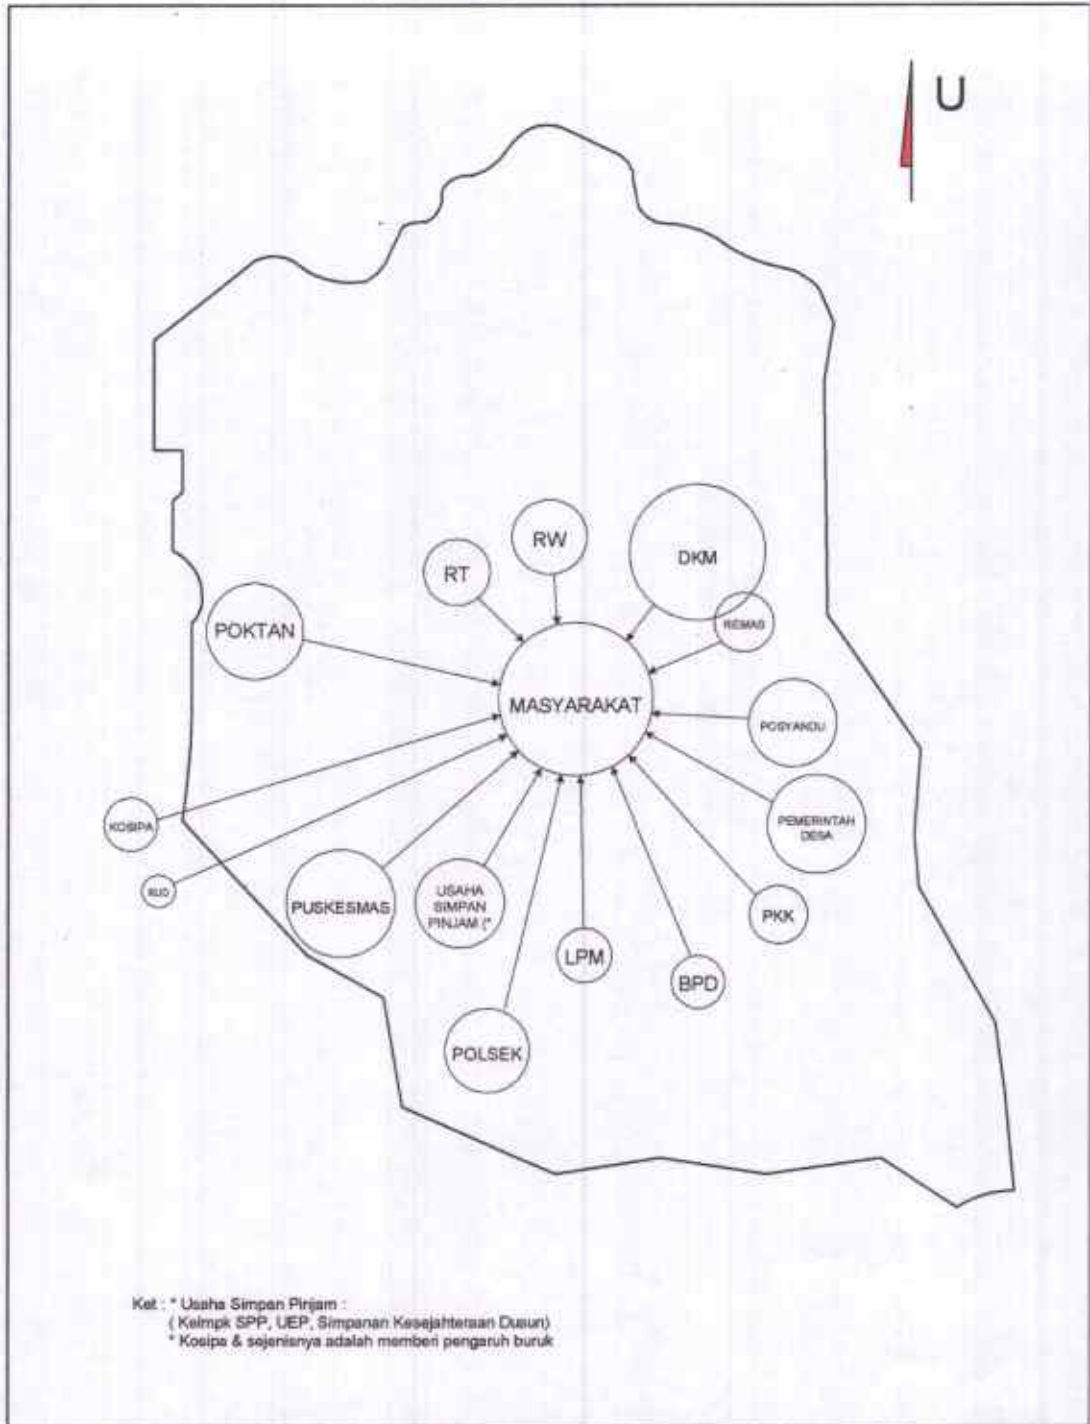 U
RW
DKM
RT
REMAS
POKTAN
MASYARAKAT
POSYANDU
KOSIPA
PEMERINTAH
DESA
KUD
PUSKESMAS
USAHA
SIMPAN
PINJAM (*
PKK
LPM
BPD
POLSEK
Ket : * Usaha Simpan Pinjam :
( Kelmpk SPP, UEP, Simpanan Kesejahteraan Dusun)
* Kosipa & sejenisnya adalah memberi pengaruh buruk